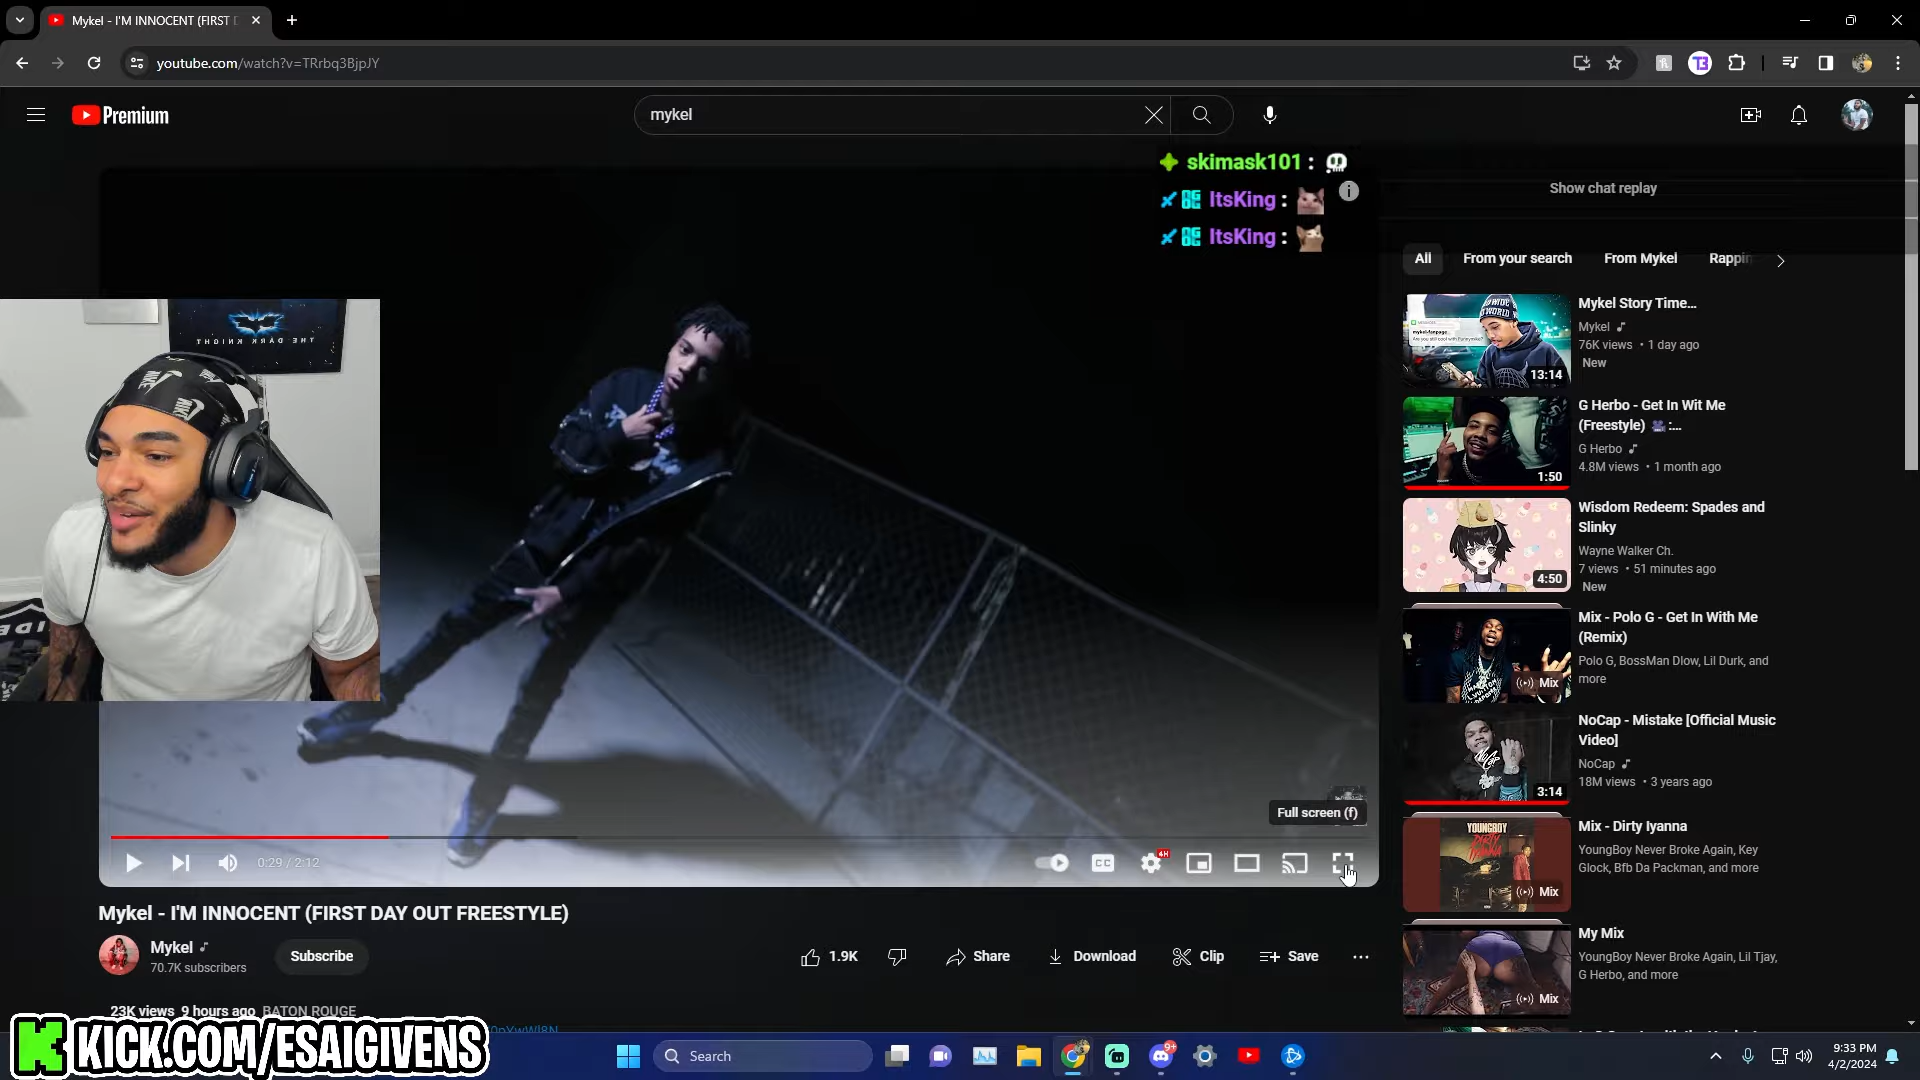 Mykel - I'M INNOCENT (FIRST D
youtube.com/watch?v=TRrbq3BjpJY
Premium
mykel
skimask101 :
ItsKing :
ItsKing :
Show chat replay
All
From your search
From Mykel
Rappin
THE DARK KNIGHT
Mykel Story Time...
Mykel
76K views • 1 day ago
New
13:14
G Herbo - Get In Wit Me
(Freestyle) 🎥 :...
G Herbo
4.8M views • 1 month ago
1:50
Wisdom Redeem: Spades and
Slinky
Wayne Walker Ch.
7 views • 51 minutes ago
New
4:50
Mix - Polo G - Get In With Me
(Remix)
Polo G, BossMan Dlow, Lil Durk, and
more
Mix
NoCap - Mistake [Official Music
Video]
NoCap
18M views • 3 years ago
3:14
Mix - Dirty Iyanna
YoungBoy Never Broke Again, Key
Glock, Bfb Da Packman, and more
YOUNGBOY
Mix
My Mix
YoungBoy Never Broke Again, Lil Tjay,
G Herbo, and more
Mix
Full screen (f)
0:29 / 2:12
CC
Mykel - I'M INNOCENT (FIRST DAY OUT FREESTYLE)
Mykel
70.7K subscribers
Subscribe
1.9K
Share
Download
Clip
Save
23K views 9 hours ago BATON ROUGE
KICK.COM/ESAIGIVENS
Search
9+
9:33 PM
4/2/2024